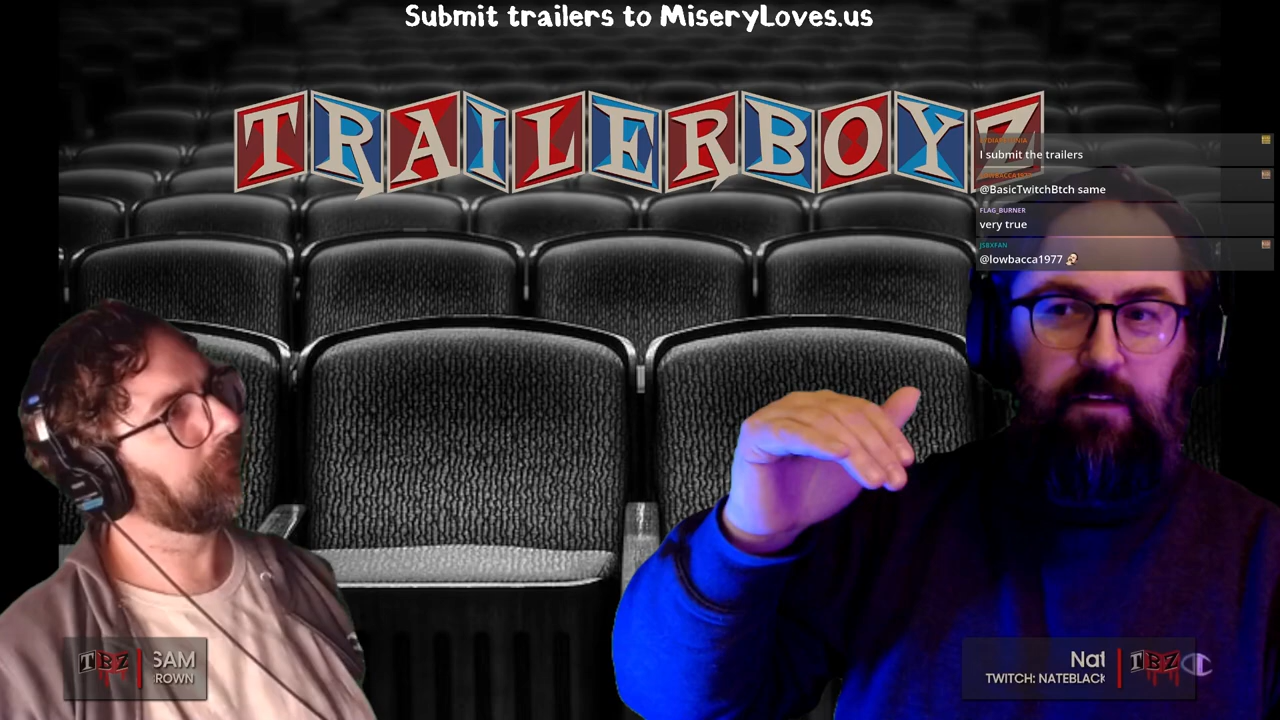 Submit trailers to MiseryLoves.us
TRAILERBOYZ
I submit the trailers
@BasicTwitchBtch same
FLAG_BURNER
very true
JSBXFAN
@lowbacca1977
TBZ
SAM
ROWN
Nat
TWITCH: NATEBLACK
TBZ